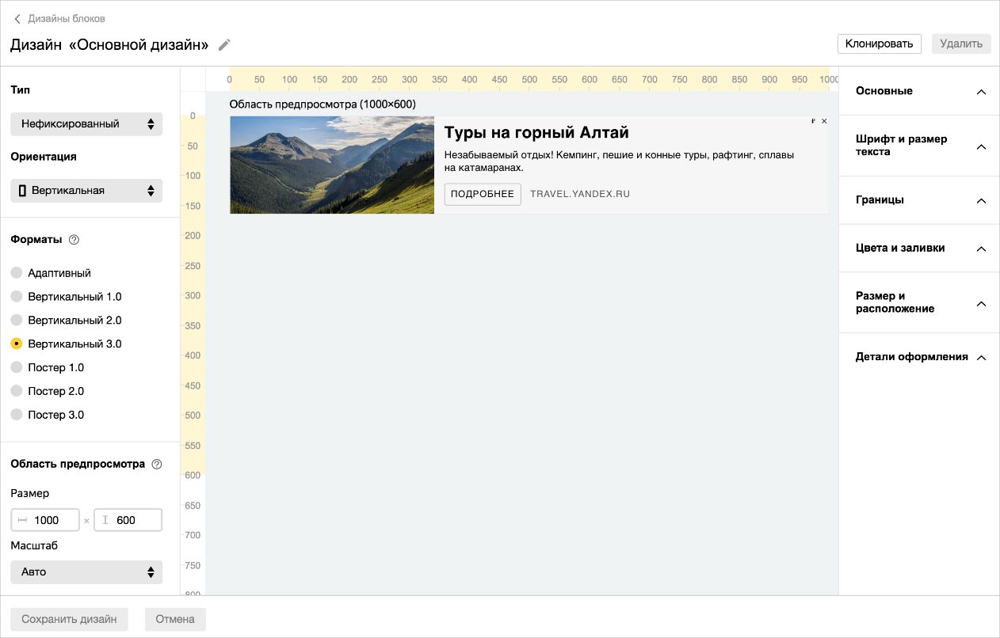 Дизайны блоков
Дизайн «Основной дизайн»
Клонировать
Удалить
Тип
Нефиксированный
Ориентация
Вертикальная
Форматы ?
Адаптивный
Вертикальный 1.0
Вертикальный 2.0
Вертикальный 3.0
Постер 1.0
Постер 2.0
Постер 3.0
Область предпросмотра ?
Размер
1000 × 600
Масштаб
Авто
0 50 100 150 200 250 300 350 400 450 500 550 600 650 700 750 800 850 900 950 1000
0
50
100
150
200
250
300
350
400
450
500
550
600
650
700
750
800
Область предпросмотра (1000×600)
Туры на горный Алтай
Незабываемый отдых! Кемпинг, пешие и конные туры, рафтинг, сплавы
на катамаранах.
ПОДРОБНЕЕ TRAVEL.YANDEX.RU
Основные
Шрифт и размер
текста
Границы
Цвета и заливки
Размер и
расположение
Детали оформления
Сохранить дизайн
Отмена